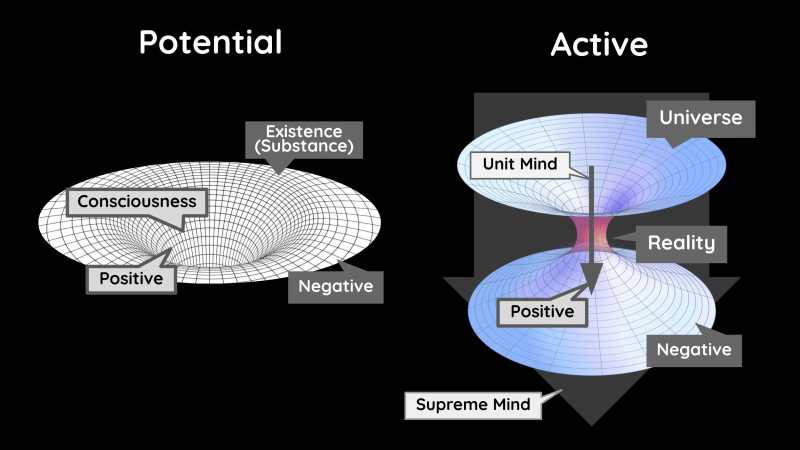 Potential
Existence
(Substance)
Consciousness
Positive
Negative
Active
Universe
Unit Mind
Reality
Positive
Negative
Supreme Mind